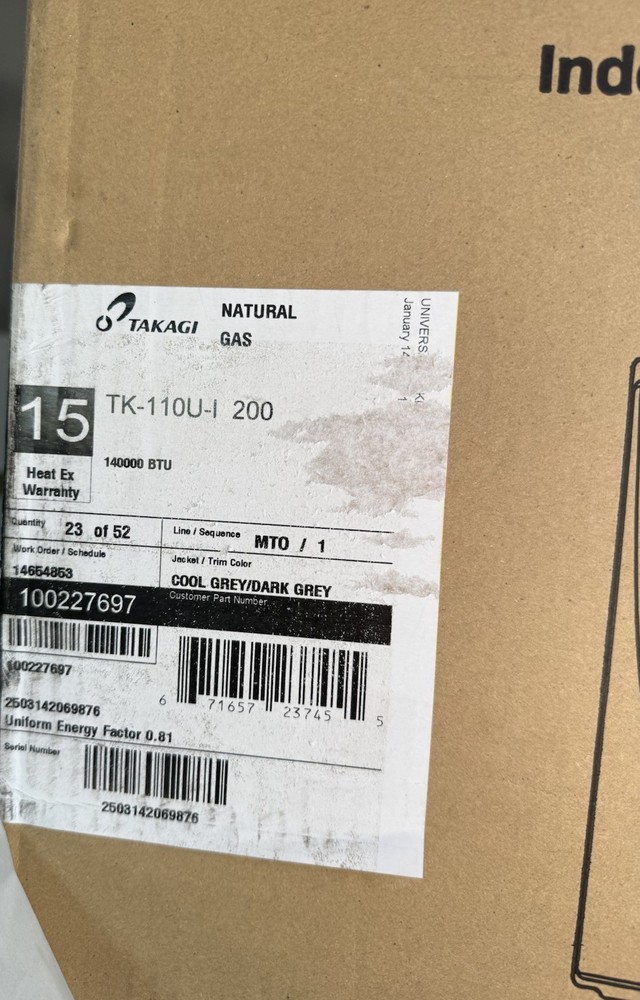 Ind
TAKAGI
NATURAL
GAS
UNIVERS
January 14
1
15
Heat Ex
Warranty
TK-110U-I 200
140000 BTU
Quantity 23 of 52
Line / Sequence MTO / 1
Work Order / Schedule
14654853
Jacket / Trim Color
COOL GREY/DARK GREY
100227697
Customer Part Number
100227697
6 71657 23745 5
2503142069876
Uniform Energy Factor 0.81
Serial Number
2503142069876